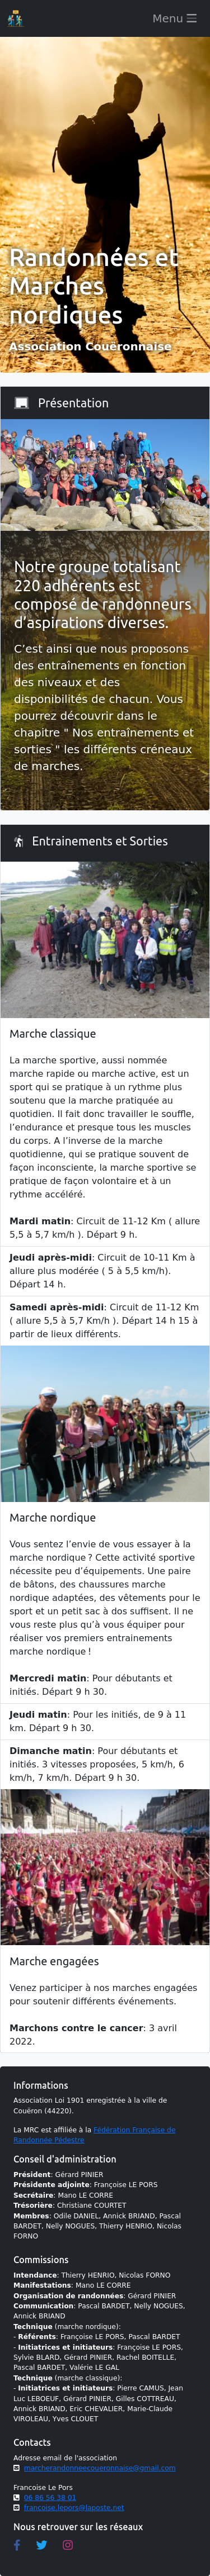 Menu
Randonnées et
Marches
nordiques
Association Couëronnaise
Présentation
Notre groupe totalisant
220 adhérents est
composé de randonneurs
d’aspirations diverses.
C’est ainsi que nous proposons
des entraînements en fonction
des niveaux et des
disponibilités de chacun. Vous
pourrez découvrir dans le
chapitre " Nos entraînements et
sorties " les différents créneaux
de marches.
Entrainements et Sorties
Marche classique
La marche sportive, aussi nommée
marche rapide ou marche active, est un
sport qui se pratique à un rythme plus
soutenu que la marche pratiquée au
quotidien. Il fait donc travailler le souffle,
l’endurance et presque tous les muscles
du corps. A l’inverse de la marche
quotidienne, qui se pratique souvent de
façon inconsciente, la marche sportive se
pratique de façon volontaire et à un
rythme accéléré.
Mardi matin: Circuit de 11-12 Km ( allure
5,5 à 5,7 km/h ). Départ 9 h.
Jeudi après-midi: Circuit de 10-11 Km à
allure plus modérée ( 5 à 5,5 km/h).
Départ 14 h.
Samedi après-midi: Circuit de 11-12 Km
( allure 5,5 à 5,7 Km/h ). Départ 14 h 15 à
partir de lieux différents.
Marche nordique
Vous sentez l’envie de vous essayer à la
marche nordique ? Cette activité sportive
nécessite peu d’équipements. Une paire
de bâtons, des chaussures marche
nordique adaptées, des vêtements pour le
sport et un petit sac à dos suffisent. Il ne
vous reste plus qu’à vous équiper pour
réaliser vos premiers entrainements
marche nordique !
Mercredi matin: Pour débutants et
initiés. Départ 9 h 30.
Jeudi matin: Pour les initiés, de 9 à 11
km. Départ 9 h 30.
Dimanche matin: Pour débutants et
initiés. 3 vitesses proposées, 5 km/h, 6
km/h, 7 km/h. Départ 9 h 30.
Marche engagées
Venez participer à nos marches engagées
pour soutenir différents événements.
Marchons contre le cancer: 3 avril
2022.
Informations
Association Loi 1901 enregistrée à la ville de
Couëron (44220).
La MRC est affiliée à la Fédération Française de
Randonnée Pédestre
Conseil d'administration
Président: Gérard PINIER
Présidente adjointe: Françoise LE PORS
Secrétaire: Mano LE CORRE
Trésorière: Christiane COURTET
Membres: Odile DANIEL, Annick BRIAND, Pascal
BARDET, Nelly NOGUES, Thierry HENRIO, Nicolas
FORNO
Commissions
Intendance: Thierry HENRIO, Nicolas FORNO
Manifestations: Mano LE CORRE
Organisation de randonnées: Gérard PINIER
Communication: Pascal BARDET, Nelly NOGUES,
Annick BRIAND
Technique (marche nordique):
- Référents: Françoise LE PORS, Pascal BARDET
- Initiatrices et initiateurs: Françoise LE PORS,
Sylvie BLARD, Gérard PINIER, Rachel BOITELLE,
Pascal BARDET, Valérie LE GAL
Technique (marche classique):
- Initiatrices et initiateurs: Pierre CAMUS, Jean
Luc LEBOEUF, Gérard PINIER, Gilles COTTREAU,
Annick BRIAND, Eric CHEVALIER, Marie-Claude
VIROLEAU, Yves CLOUET
Contacts
Adresse email de l'association
marcherandonneecoueronnaise@gmail.com
Francoise Le Pors
06 86 56 38 01
francoise.lepors@laposte.net
Nous retrouver sur les réseaux